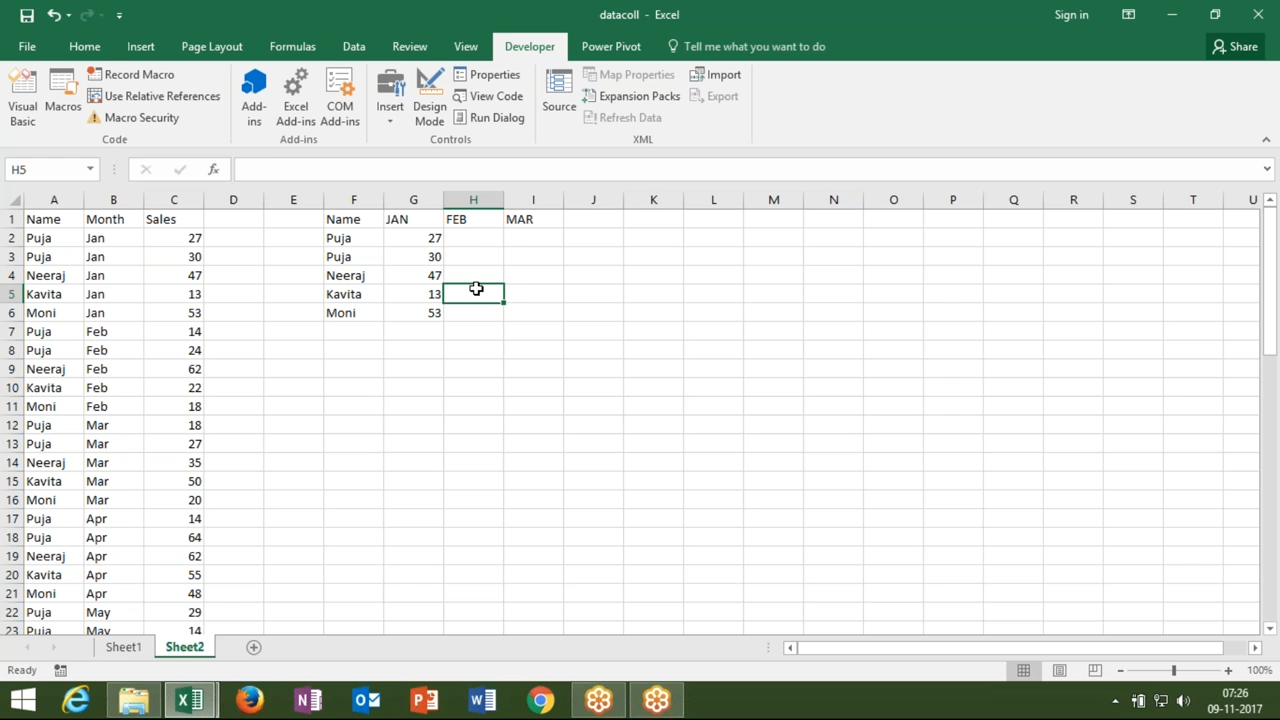 datacoll - Excel
Sign in
File Home Insert Page Layout Formulas Data Review View Developer Power Pivot Tell me what you want to do Share
Visual Basic
Macros
Record Macro
Use Relative References
Macro Security
Code
Add-ins
Excel Add-ins
COM Add-ins
Add-ins
Insert
Design Mode
Properties
View Code
Run Dialog
Controls
Source
Map Properties
Expansion Packs
Refresh Data
Import
Export
XML
H5
fx
A B C D E F G H I J K L M N O P Q R S T U
1 Name Month Sales Name JAN FEB MAR
2 Puja Jan 27 Puja 27
3 Puja Jan 30 Puja 30
4 Neeraj Jan 47 Neeraj 47
5 Kavita Jan 13 Kavita 13
6 Moni Jan 53 Moni 53
7 Puja Feb 14
8 Puja Feb 24
9 Neeraj Feb 62
10 Kavita Feb 22
11 Moni Feb 18
12 Puja Mar 18
13 Puja Mar 27
14 Neeraj Mar 35
15 Kavita Mar 50
16 Moni Mar 20
17 Puja Apr 14
18 Puja Apr 64
19 Neeraj Apr 62
20 Kavita Apr 55
21 Moni Apr 48
22 Puja May 29
23 Puja May 14
Sheet1 Sheet2
Ready
100%
07:26
09-11-2017